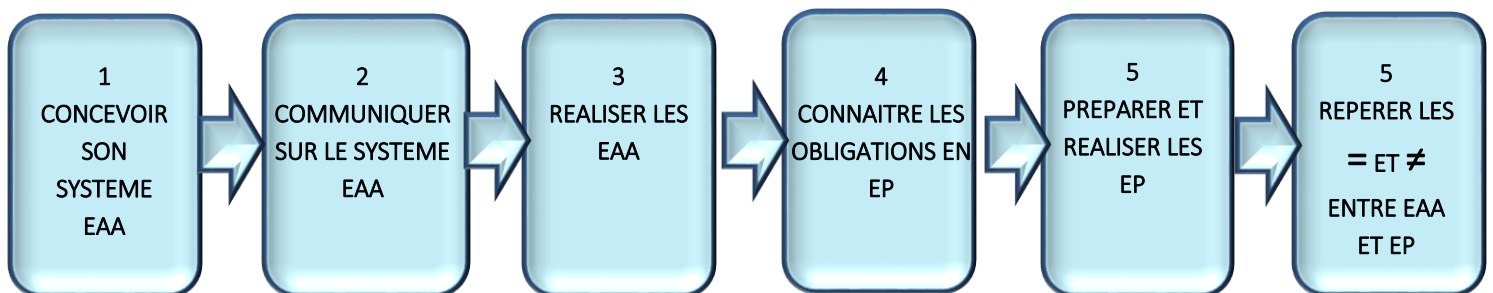 1
CONCEVOIR
SON
SYSTEME
EAA
2
COMMUNIQUER
SUR LE SYSTEME
EAA
3
REALISER LES
EAA
4
CONNAITRE LES
OBLIGATIONS EN
EP
5
PREPARER ET
REALISER LES
EP
5
REPERER LES
= ET ≠
ENTRE EAA
ET EP